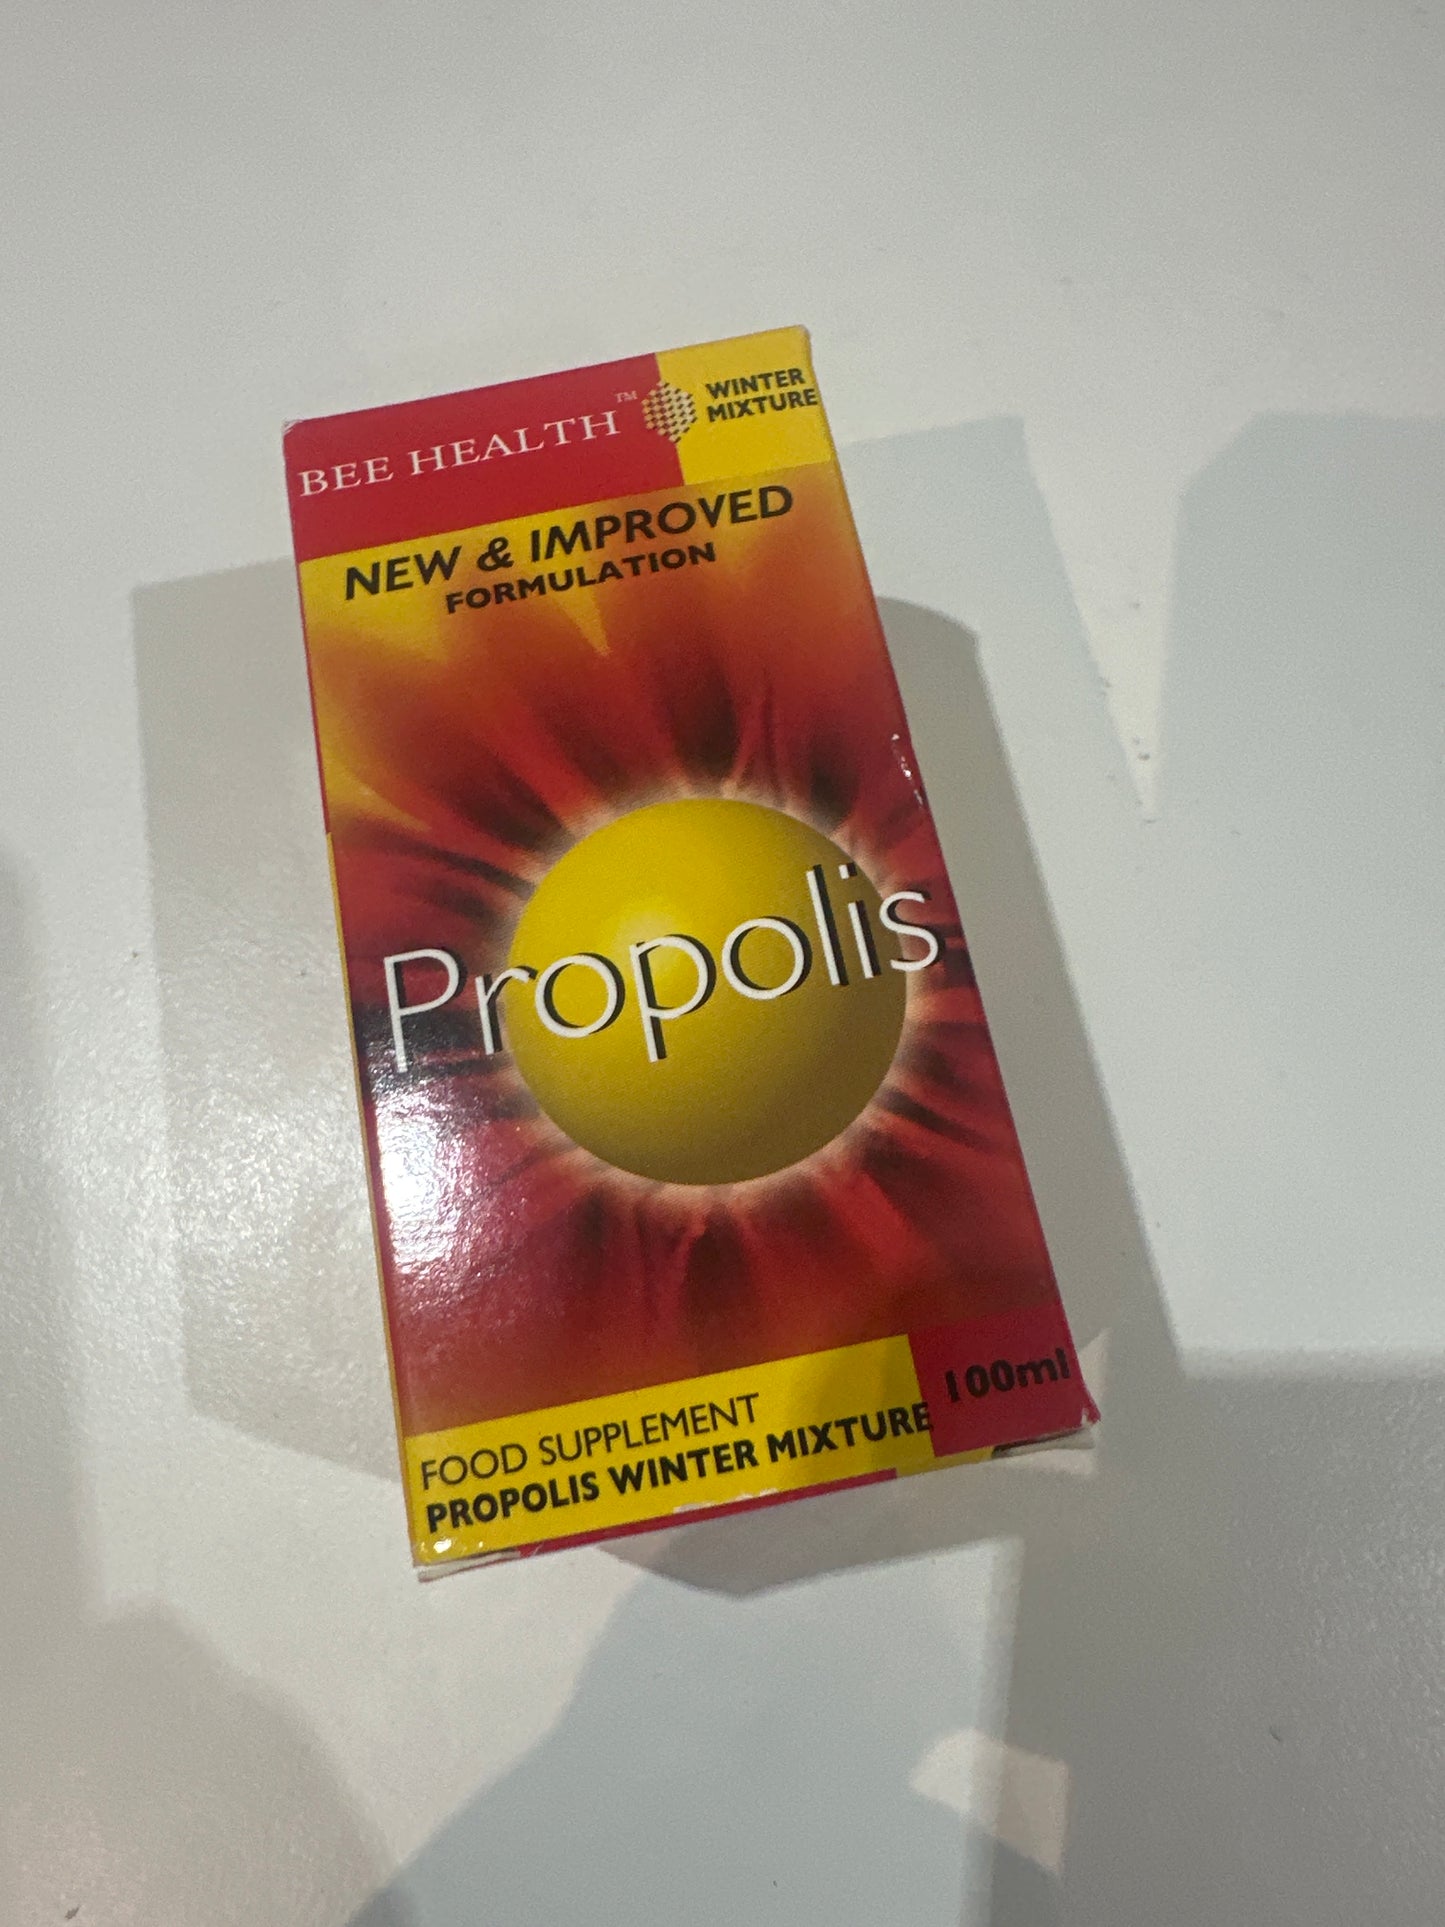 BEE HEALTH™
WINTER
MIXTURE
NEW & IMPROVED
FORMULATION
Propolis
100ml
FOOD SUPPLEMENT
PROPOLIS WINTER MIXTURE